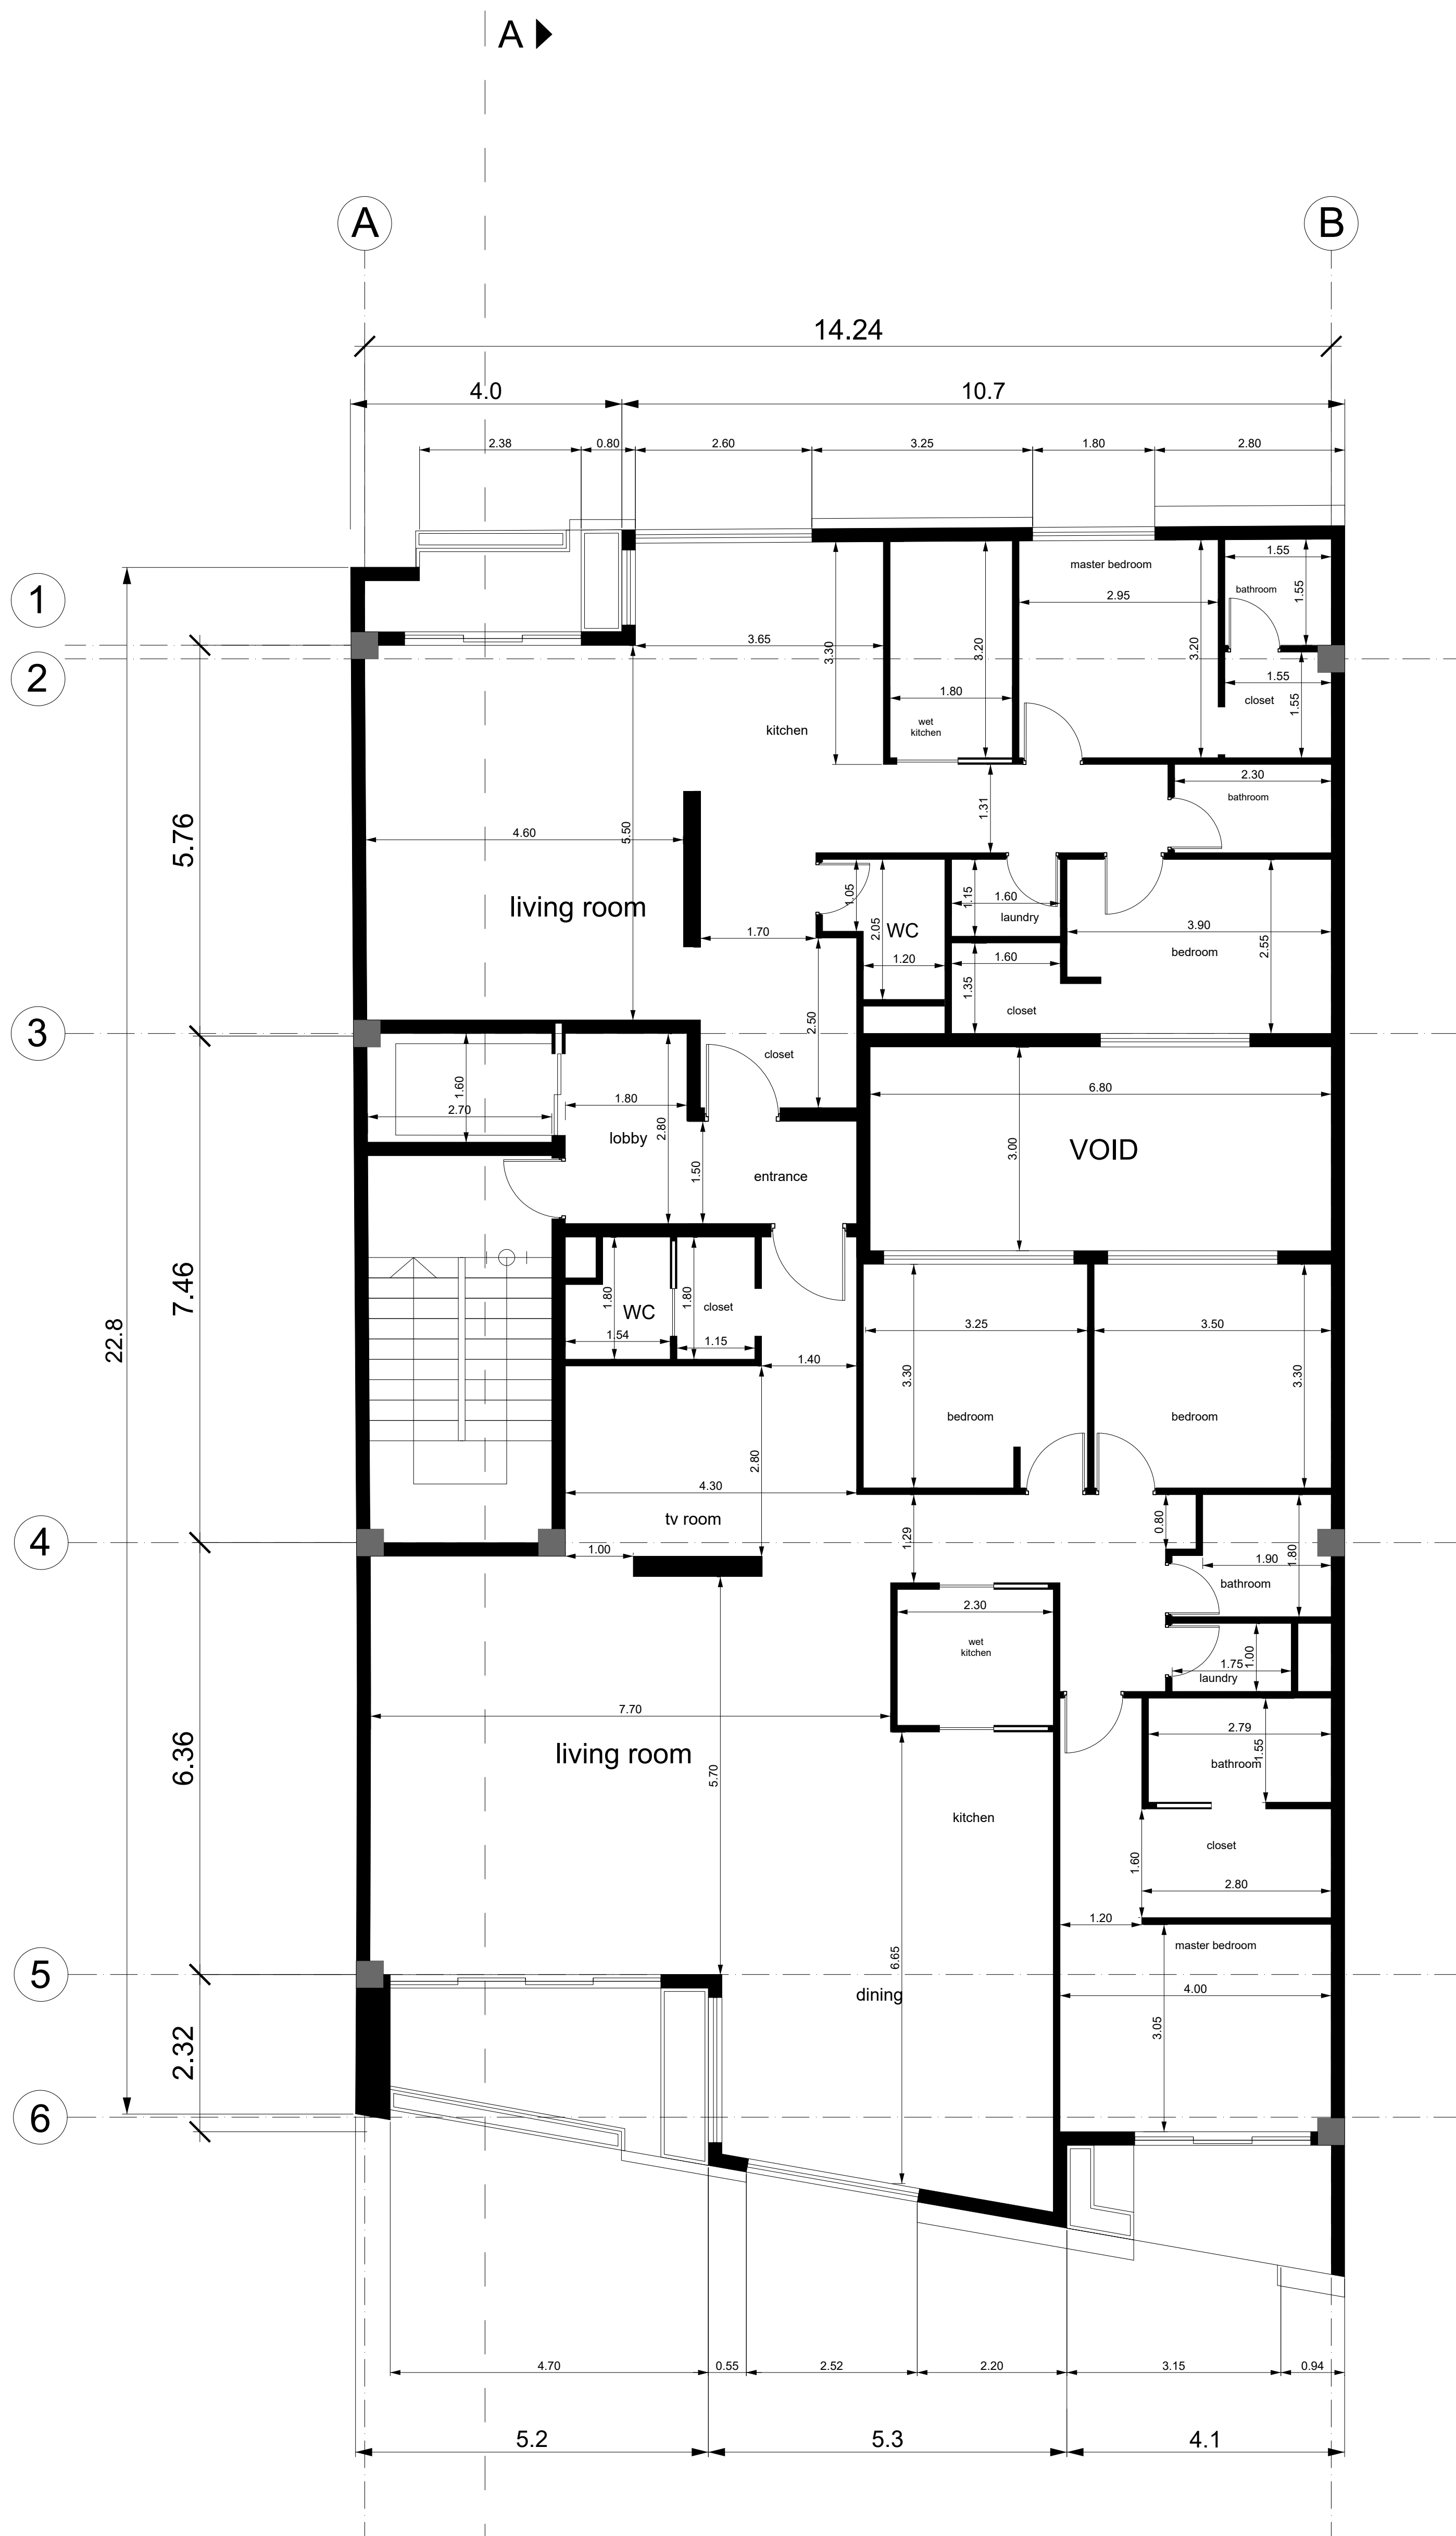 A
A
B
14.24
4.0
10.7
2.38
0.80
2.60
3.25
1.80
2.80
1
2
3
4
5
6
22.8
5.76
7.46
6.36
2.32
master bedroom
2.95
1.55
bathroom
1.55
3.65
3.30
3.20
3.20
1.80
wet
kitchen
kitchen
1.55
closet
1.55
2.30
bathroom
1.31
4.60
5.50
living room
1.70
1.05
2.05
WC
1.20
1.15
1.60
laundry
1.60
1.35
closet
3.90
bedroom
2.55
2.50
closet
1.60
2.70
1.80
lobby
2.80
1.50
entrance
6.80
3.00
VOID
1.80
WC
1.54
1.80
closet
1.15
1.40
3.25
3.50
3.30
3.30
bedroom
bedroom
2.80
4.30
tv room
1.00
1.29
0.80
1.90
1.80
bathroom
2.30
wet
kitchen
1.75
1.00
laundry
7.70
living room
5.70
2.79
1.55
bathroom
kitchen
closet
1.60
2.80
1.20
master bedroom
6.65
dining
4.00
3.05
4.70
0.55
2.52
2.20
3.15
0.94
5.2
5.3
4.1